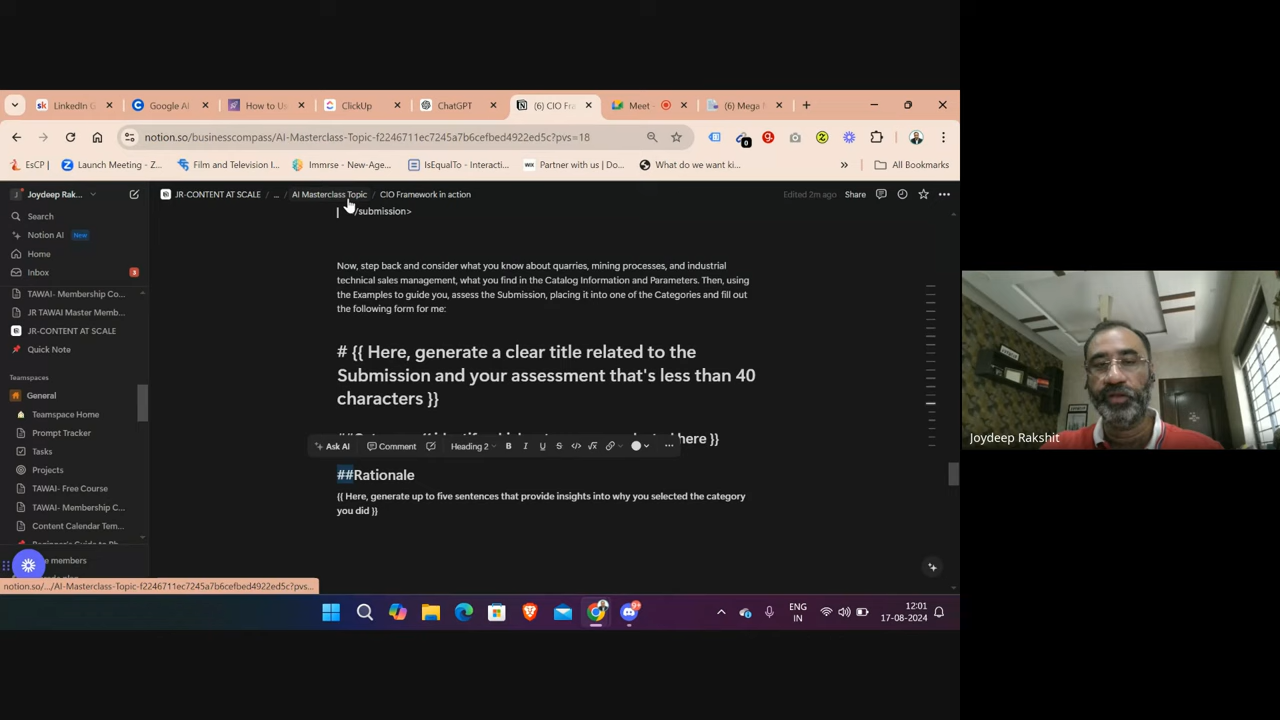 LinkedIn G
Google AI
How to Us
ClickUp
ChatGPT
(6) CIO Fra
Meet -
(6) Mega M
notion.so/businesscompass/AI-Masterclass-Topic-f2246711ec7245a7b6cefbed4922ed5c?pvs=18
EsCP
Launch Meeting - Z...
Film and Television I...
Immrse - New-Age...
IsEqualTo - Interacti...
Partner with us | Do...
What do we want ki...
All Bookmarks
Joydeep Rak...
JR-CONTENT AT SCALE / ... / AI Masterclass Topic / CIO Framework in action
Edited 2m ago
Share
Search
Notion AI New
Home
Inbox 3
TAWAI- Membership Co...
JR TAWAI Master Memb...
JR-CONTENT AT SCALE
Quick Note
Teamspaces
General
Teamspace Home
Prompt Tracker
Tasks
Projects
TAWAI- Free Course
TAWAI- Membership C...
Content Calendar Tem...
/submission>
Now, step back and consider what you know about quarries, mining processes, and industrial
technical sales management, what you find in the Catalog Information and Parameters. Then, using
the Examples to guide you, assess the Submission, placing it into one of the Categories and fill out
the following form for me:
# {{ Here, generate a clear title related to the
Submission and your assessment that's less than 40
characters }}
here }}
Ask AI
Comment
Heading 2
##Rationale
{{ Here, generate up to five sentences that provide insights into why you selected the category
you did }}
members
notion.so/.../AI-Masterclass-Topic-f2246711ec7245a7b6cefbed4922ed5c?pvs...
ENG
IN
12:01
17-08-2024
Joydeep Rakshit